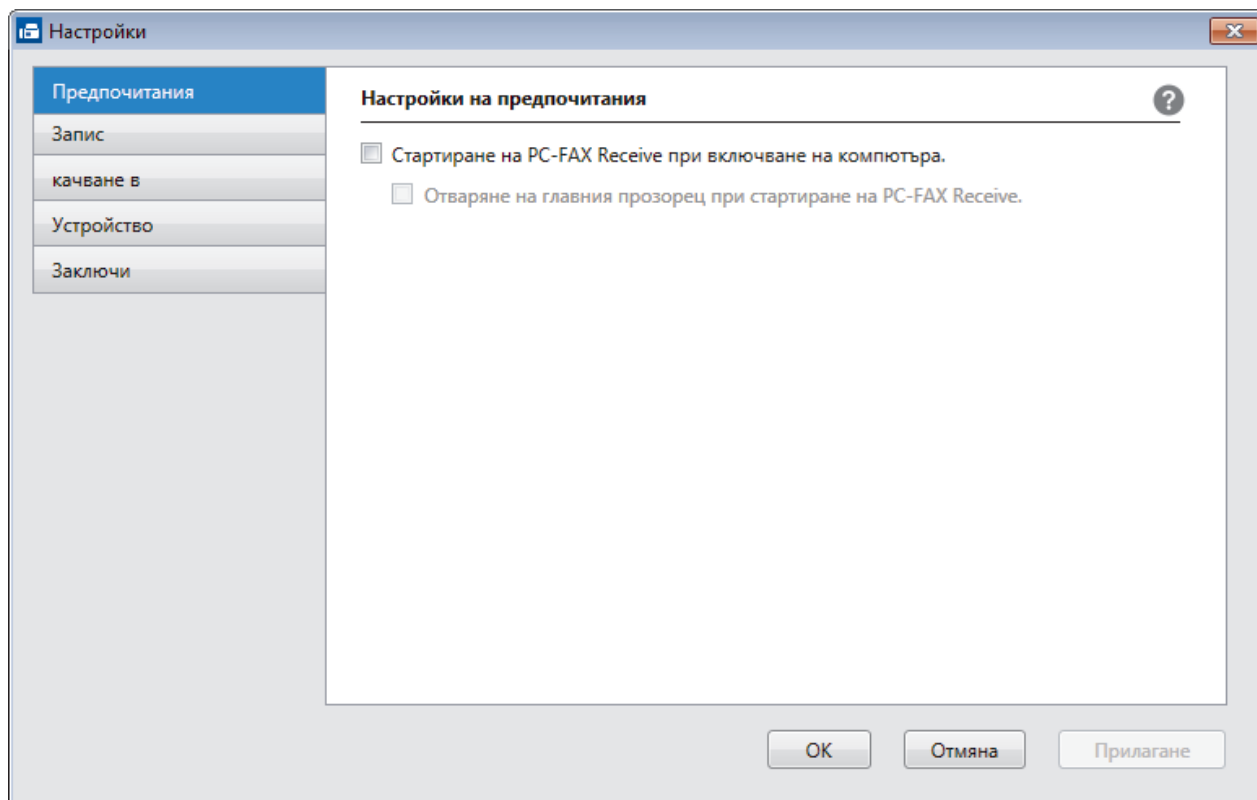 Настройки
Предпочитания
Запис
качване в
Устройство
Заключи
Настройки на предпочитания
?
Стартиране на PC-FAX Receive при включване на компютъра.
Отваряне на главния прозорец при стартиране на PC-FAX Receive.
OK
Отмяна
Прилагане